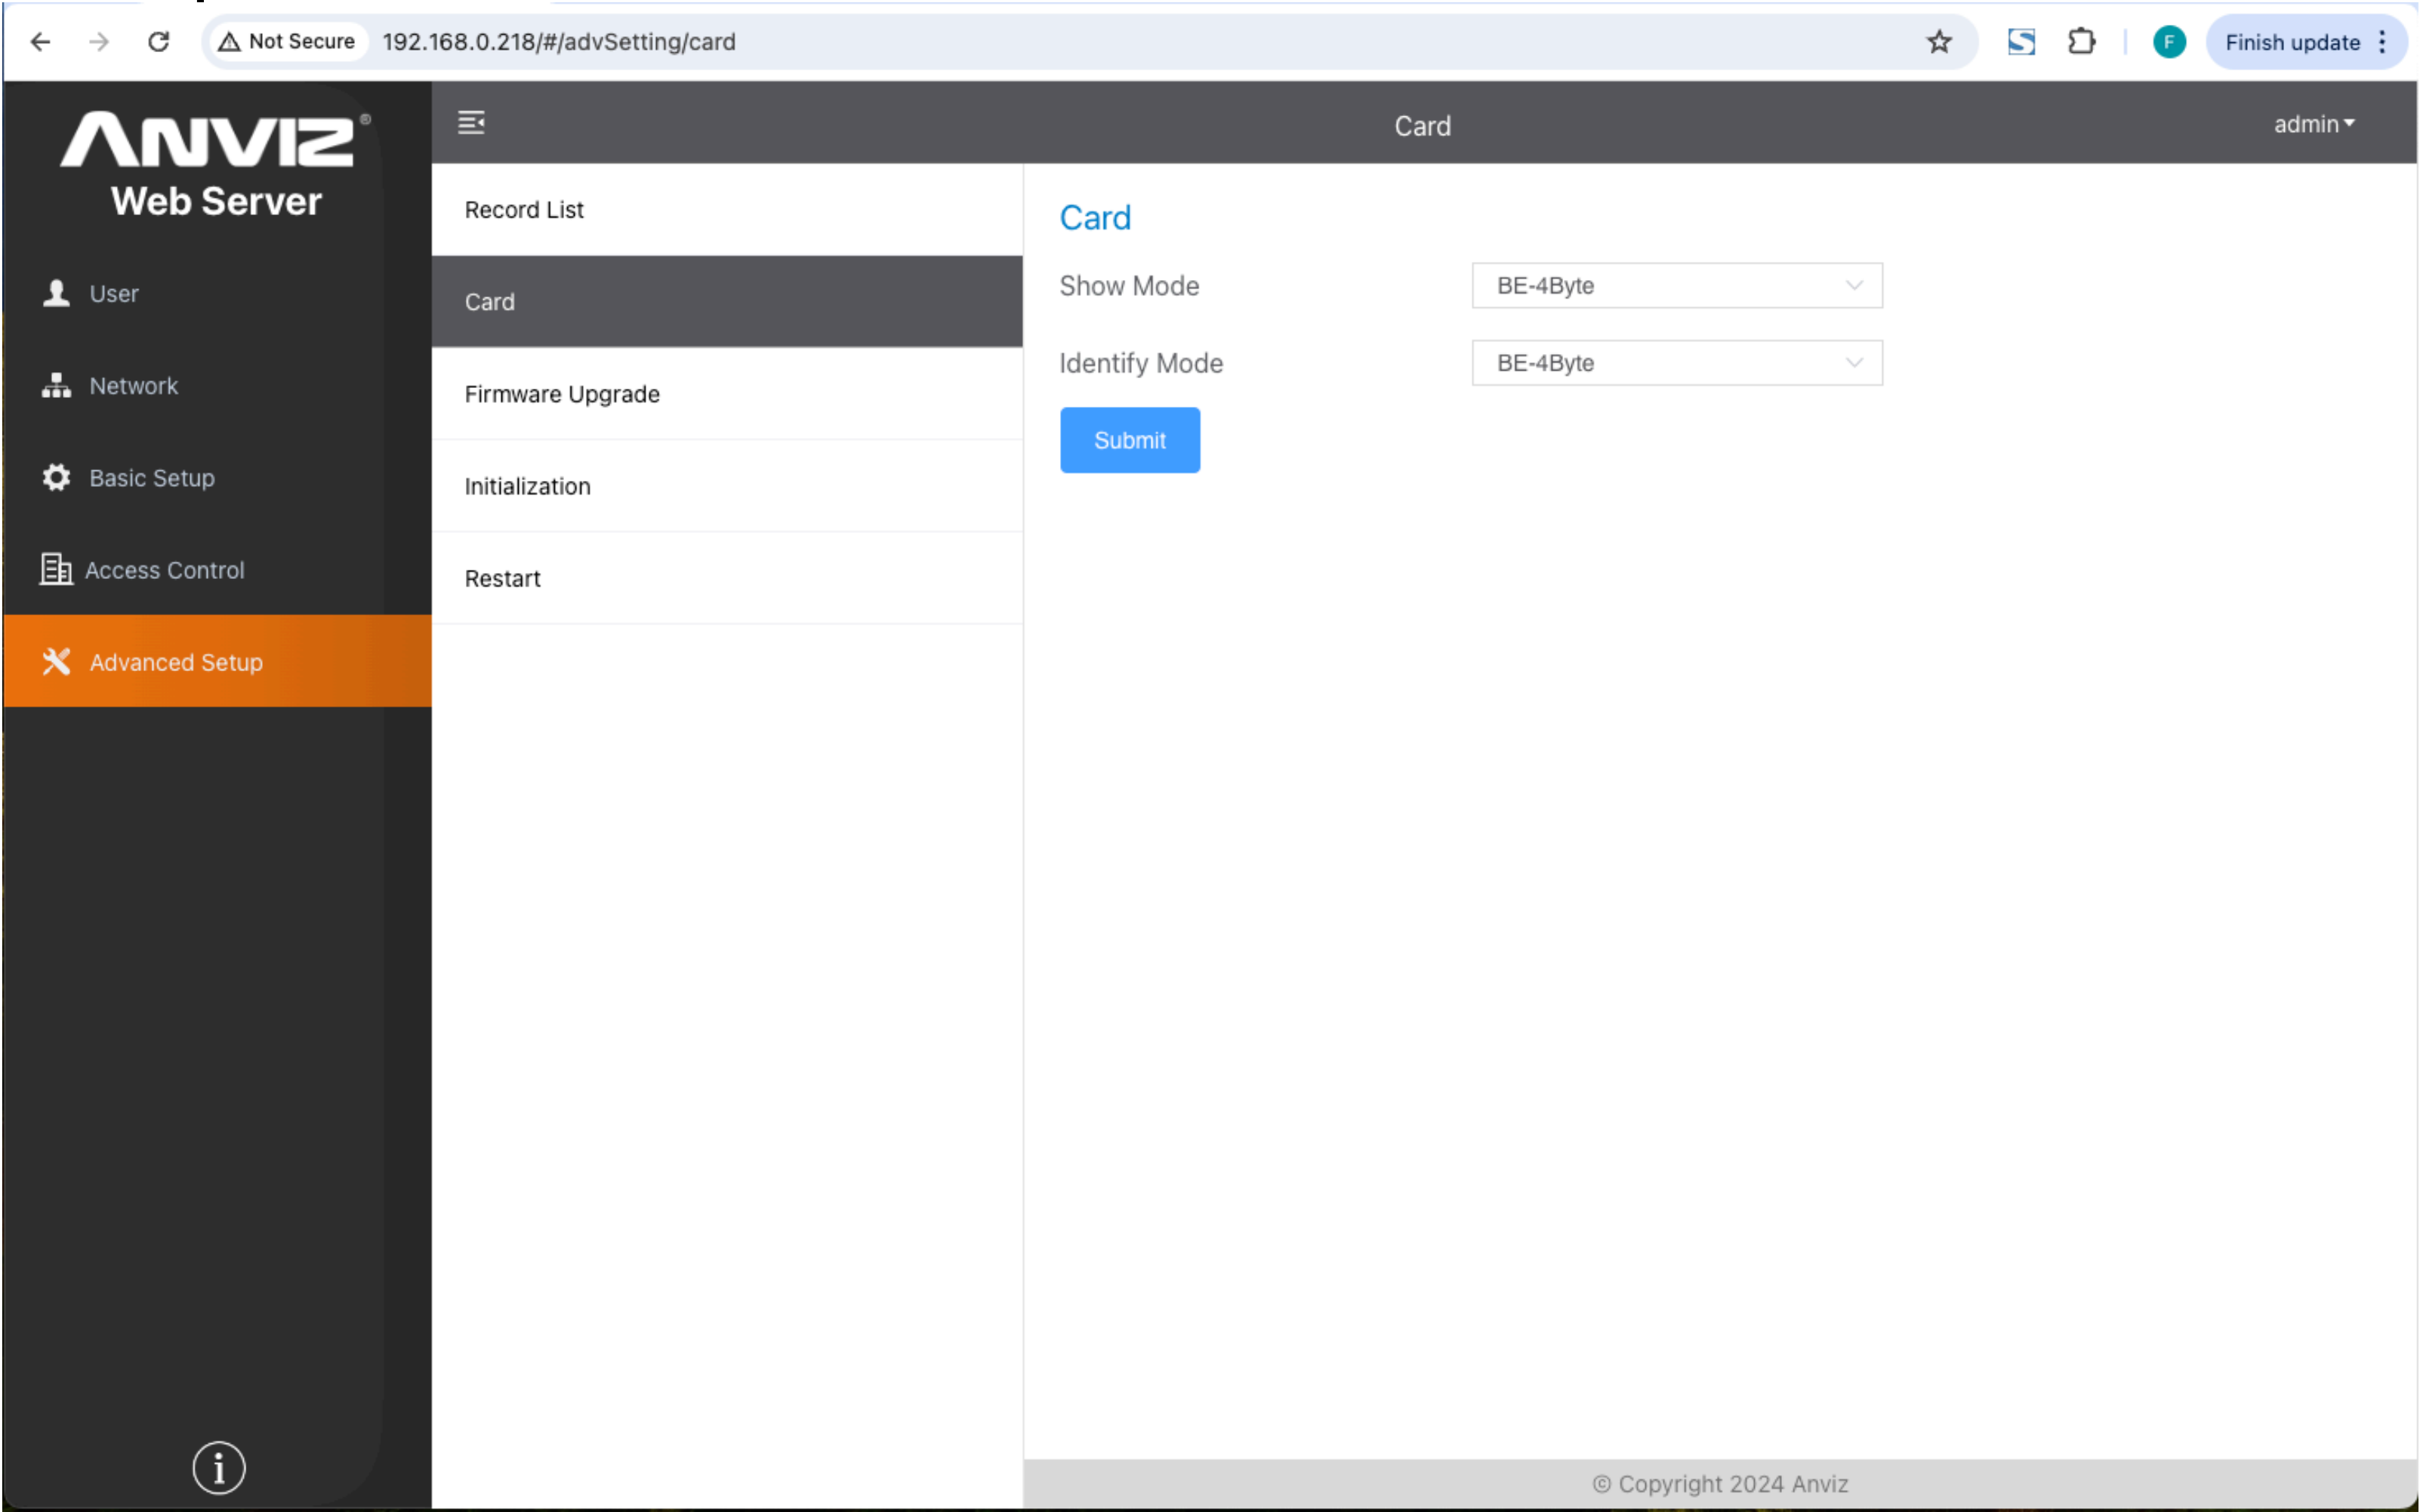 Not Secure 192.168.0.218/#/advSetting/card F Finish update
ANVIZ®
Web Server
Card
admin
User
Network
Basic Setup
Access Control
Advanced Setup
Record List
Card
Firmware Upgrade
Initialization
Restart
Card
Show Mode BE-4Byte
Identify Mode BE-4Byte
Submit
© Copyright 2024 Anviz